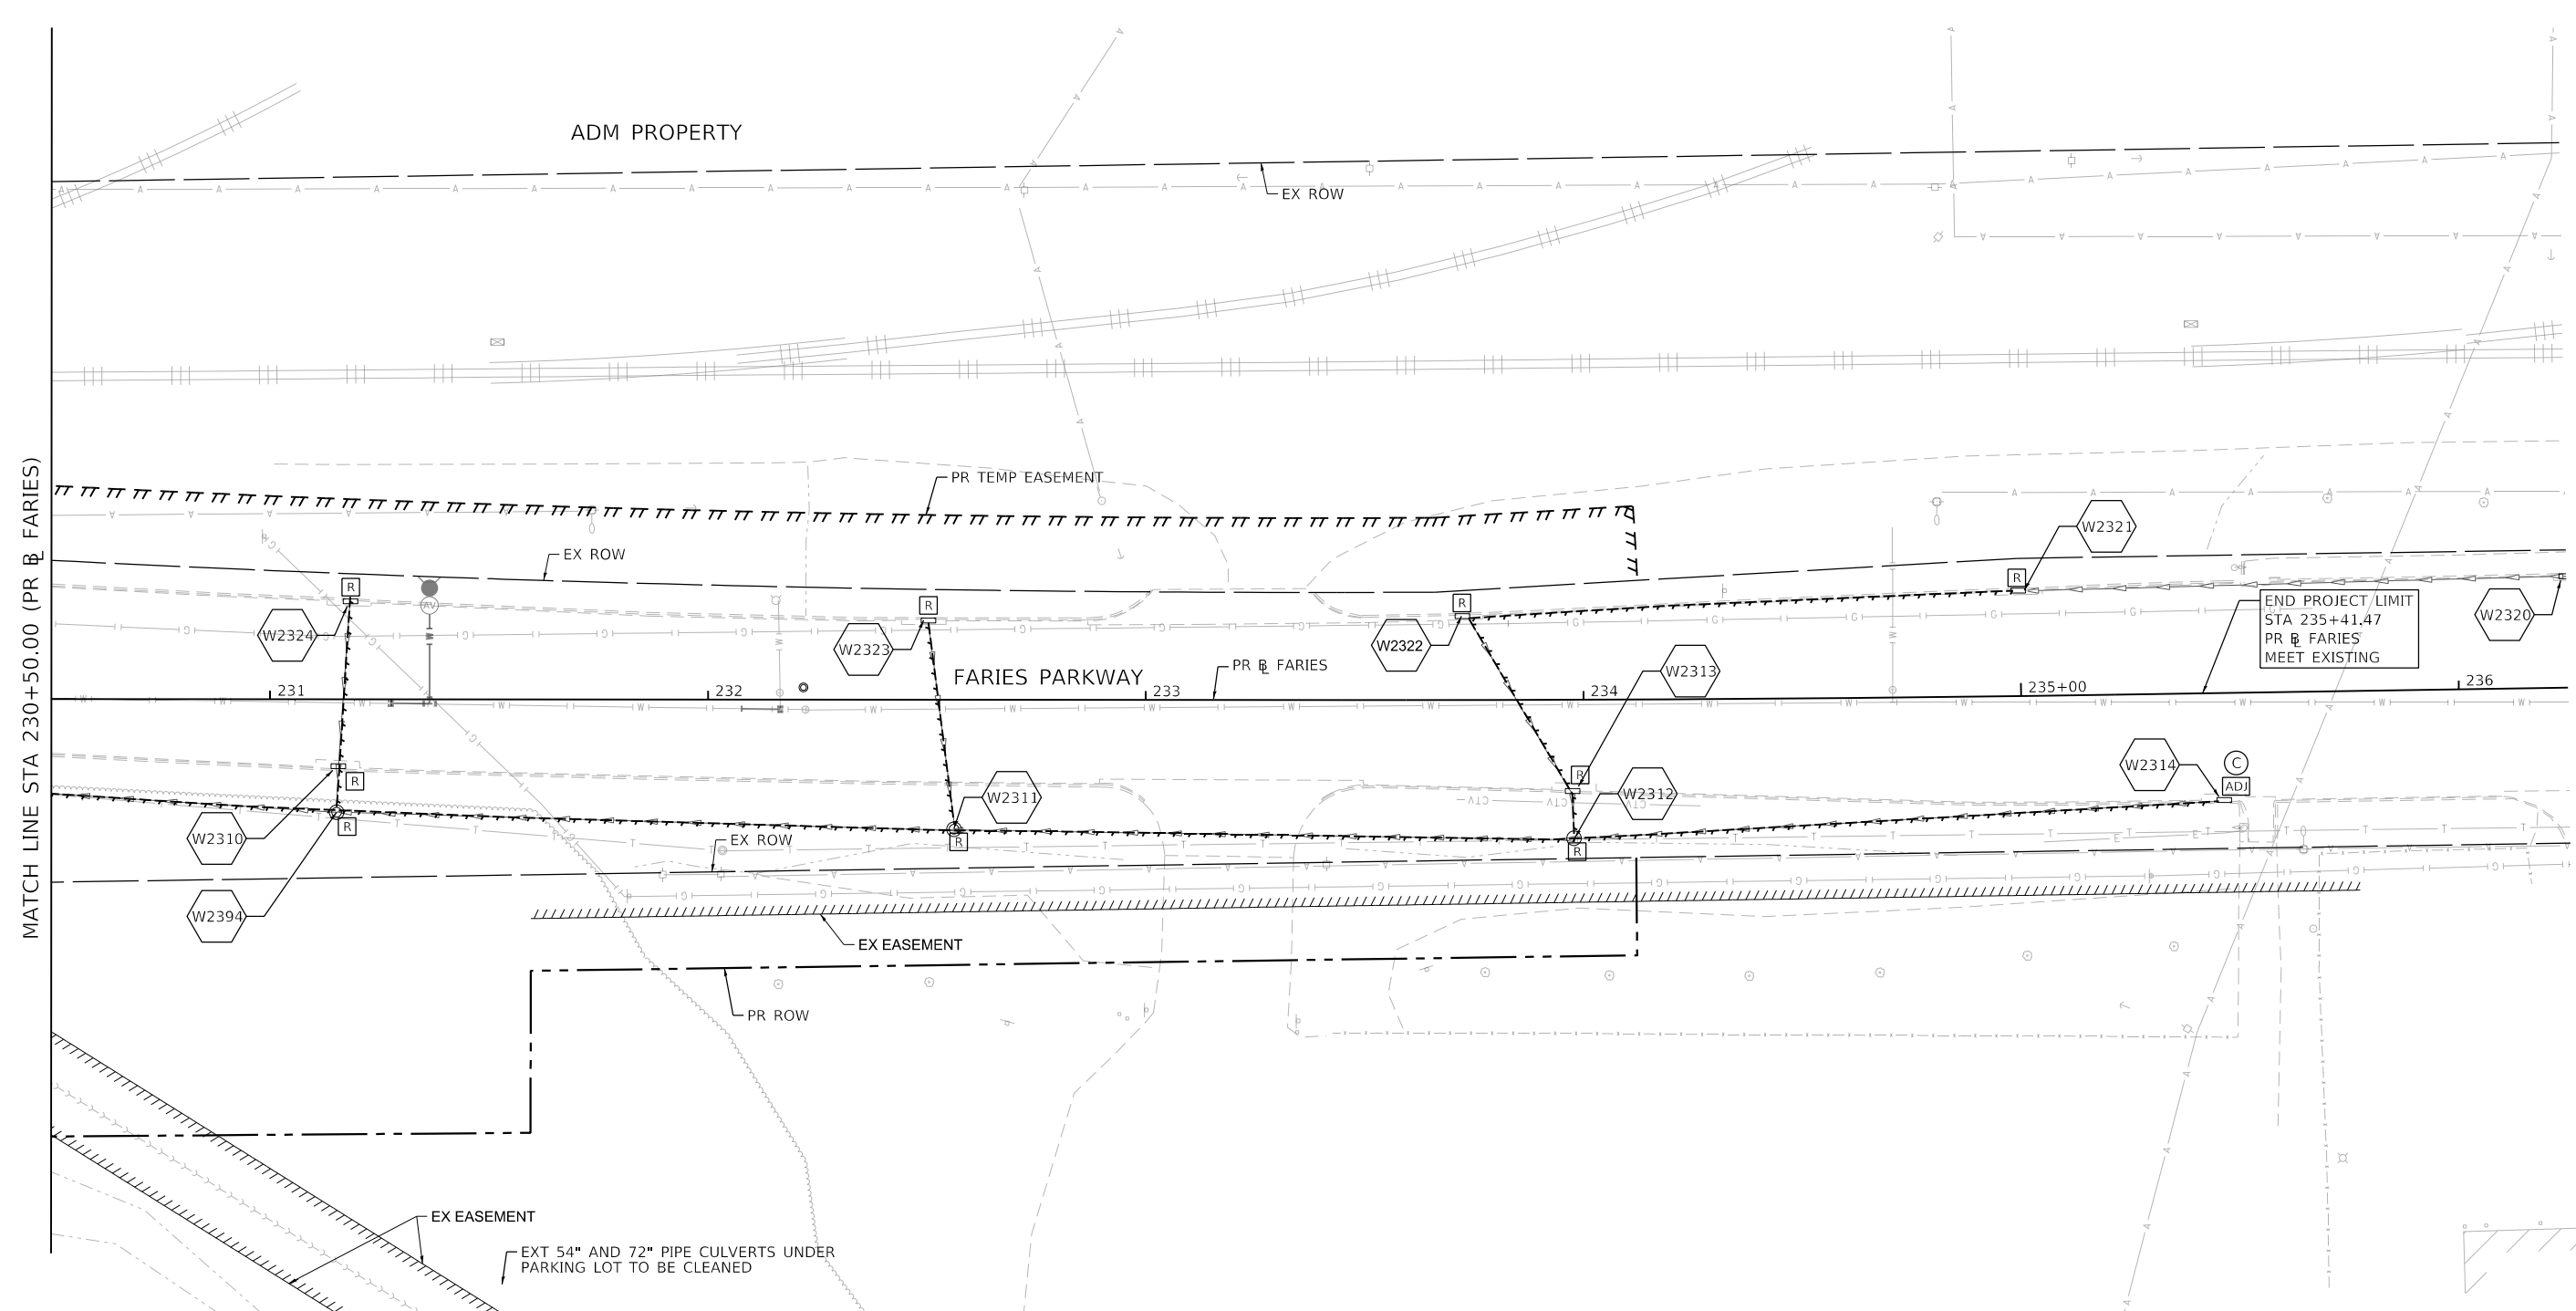 ADM PROPERTY
EX ROW
PR TEMP EASEMENT
EX ROW
W2321
R
R
R
R
W2324
W2323
W2322
END PROJECT LIMIT
STA 235+41.47
PR BL FARIES
MEET EXISTING
W2320
FARIES PARKWAY
PR BL FARIES
W2313
231
232
233
234
235+00
236
MATCH LINE STA 230+50.00 (PR BL FARIES)
R
R
W2314
C
ADJ
W2311
W2312
W2310
R
R
R
EX ROW
W2394
EX EASEMENT
PR ROW
EX EASEMENT
EXT 54" AND 72" PIPE CULVERTS UNDER
PARKING LOT TO BE CLEANED